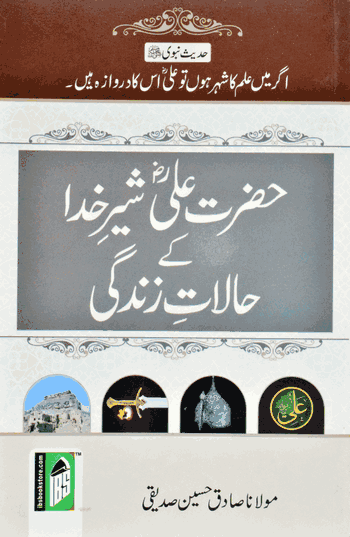 حدیث نبوی ﷺ
اگر میں علم کا شہر ہوں تو علیؓ اس کا دروازہ ہیں۔
حضرت علیؓ شیرِ خدا
کے
حالاتِ زندگی
علی
ibsbookstore.com
IBS
TM
مولانا صادق حسین صدیقی